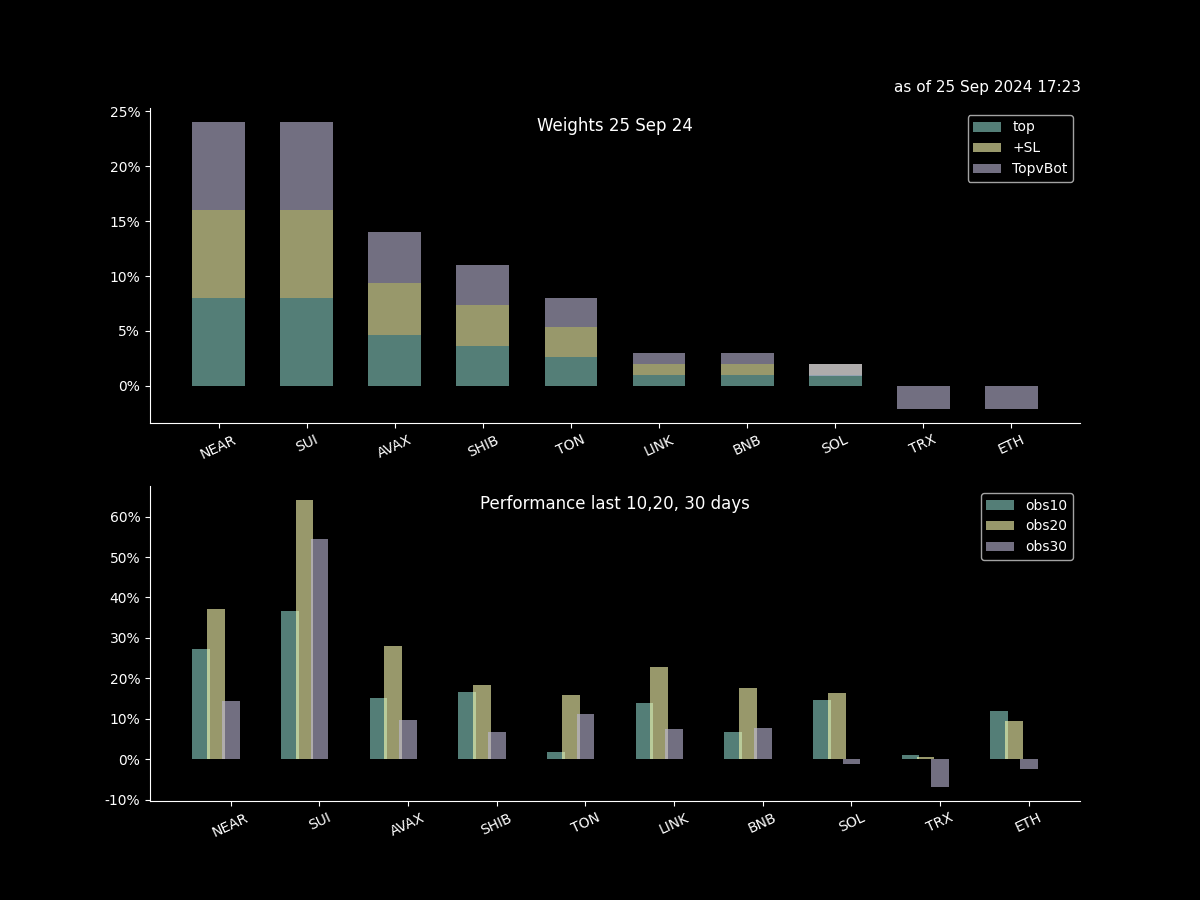 as of 25 Sep 2024 17:23
Weights 25 Sep 24
top
+SL
TopvBot
25%
20%
15%
10%
5%
0%
NEAR SUI AVAX SHIB TON LINK BNB SOL TRX ETH
Performance last 10,20, 30 days
obs10
obs20
obs30
60%
50%
40%
30%
20%
10%
0%
-10%
NEAR SUI AVAX SHIB TON LINK BNB SOL TRX ETH